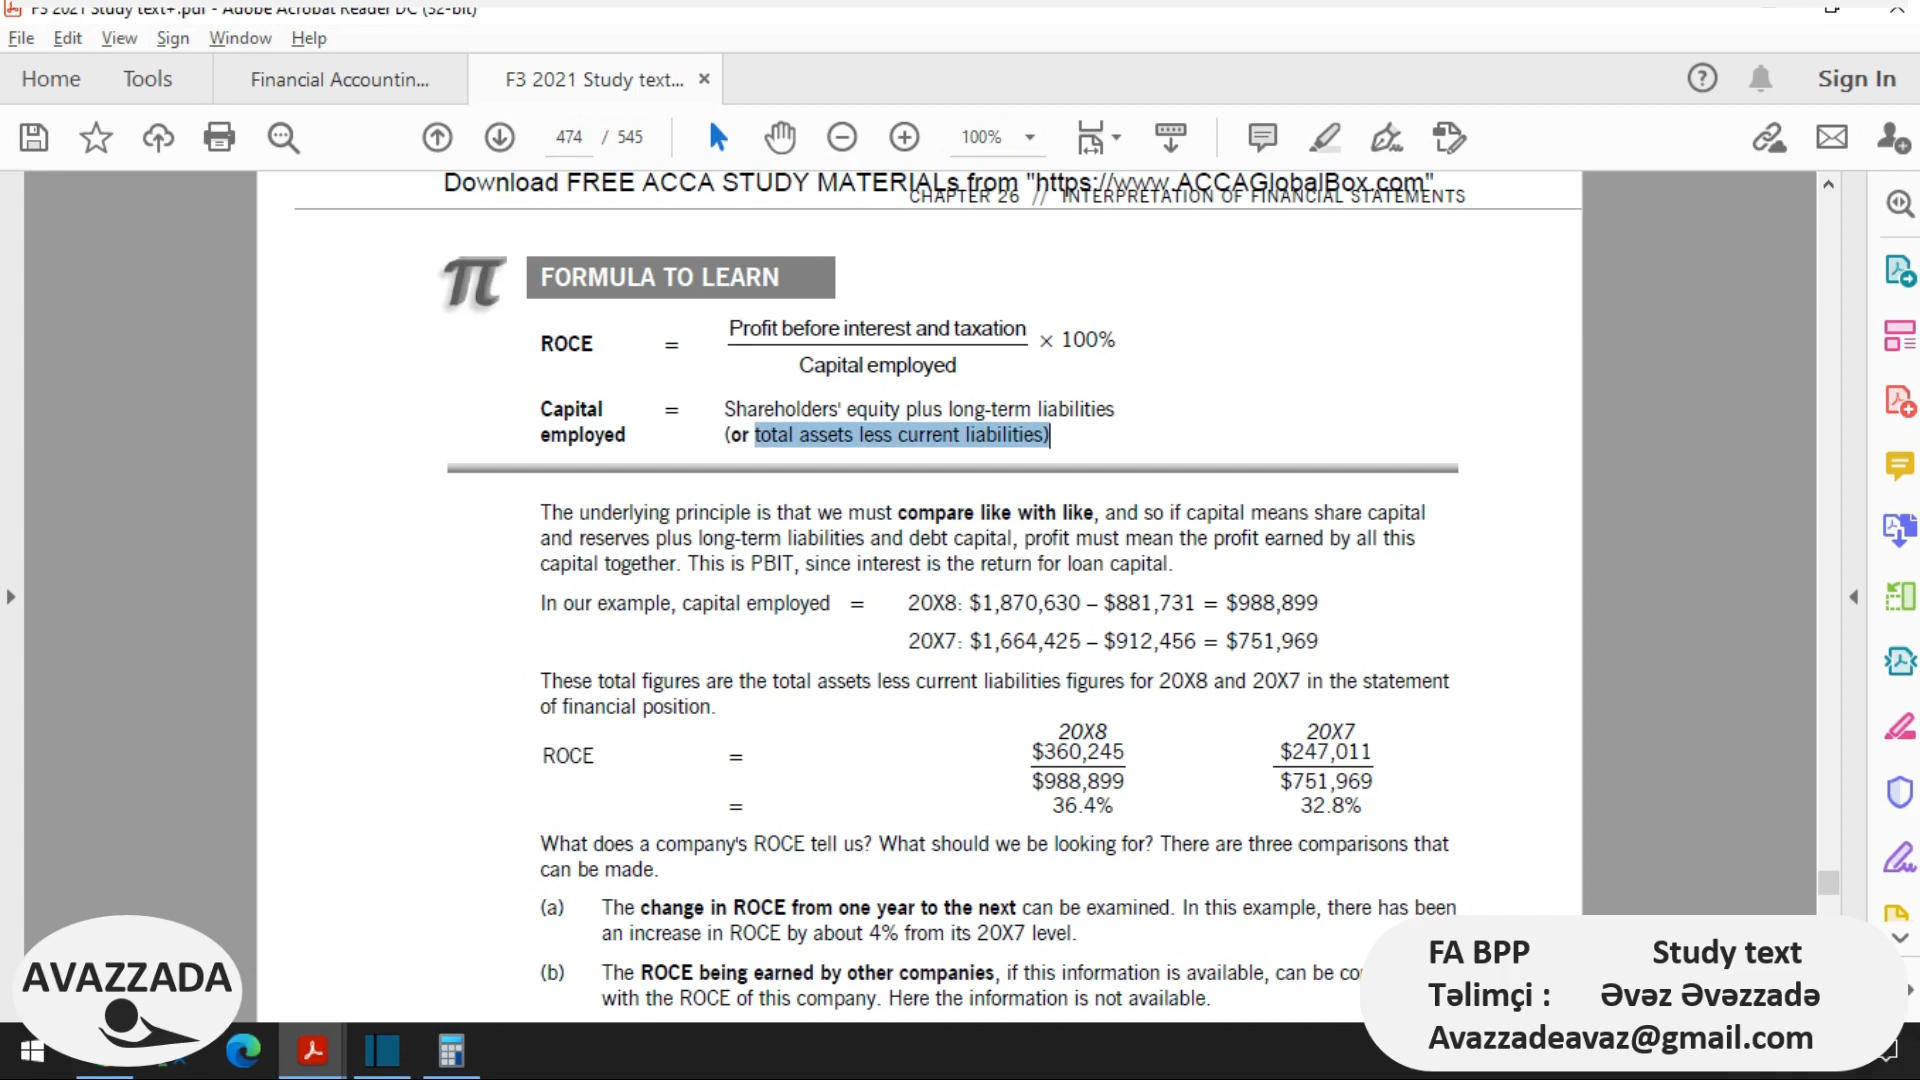 F3 2021 Study text+.pdf - Adobe Acrobat Reader DC (32-bit)
File Edit View Sign Window Help
Home Tools Financial Accountin... F3 2021 Study text... × Sign In
474 / 545 100%
Download FREE ACCA STUDY MATERIALs from "https://www.ACCAGlobalBox.com"
CHAPTER 26 // INTERPRETATION OF FINANCIAL STATEMENTS
π FORMULA TO LEARN
ROCE = Profit before interest and taxation × 100%
Capital employed
Capital = Shareholders' equity plus long-term liabilities
employed (or total assets less current liabilities)
The underlying principle is that we must compare like with like, and so if capital means share capital
and reserves plus long-term liabilities and debt capital, profit must mean the profit earned by all this
capital together. This is PBIT, since interest is the return for loan capital.
In our example, capital employed = 20X8: $1,870,630 – $881,731 = $988,899
20X7: $1,664,425 – $912,456 = $751,969
These total figures are the total assets less current liabilities figures for 20X8 and 20X7 in the statement
of financial position.
20X8 20X7
ROCE = $360,245 $247,011
$988,899 $751,969
= 36.4% 32.8%
What does a company's ROCE tell us? What should we be looking for? There are three comparisons that
can be made.
(a) The change in ROCE from one year to the next can be examined. In this example, there has been
an increase in ROCE by about 4% from its 20X7 level.
(b) The ROCE being earned by other companies, if this information is available, can be
with the ROCE of this company. Here the information is not available.
AVAZZADA
FA BPP Study text
Təlimçi : Əvəz Əvəzzadə
Avazzadeavaz@gmail.com